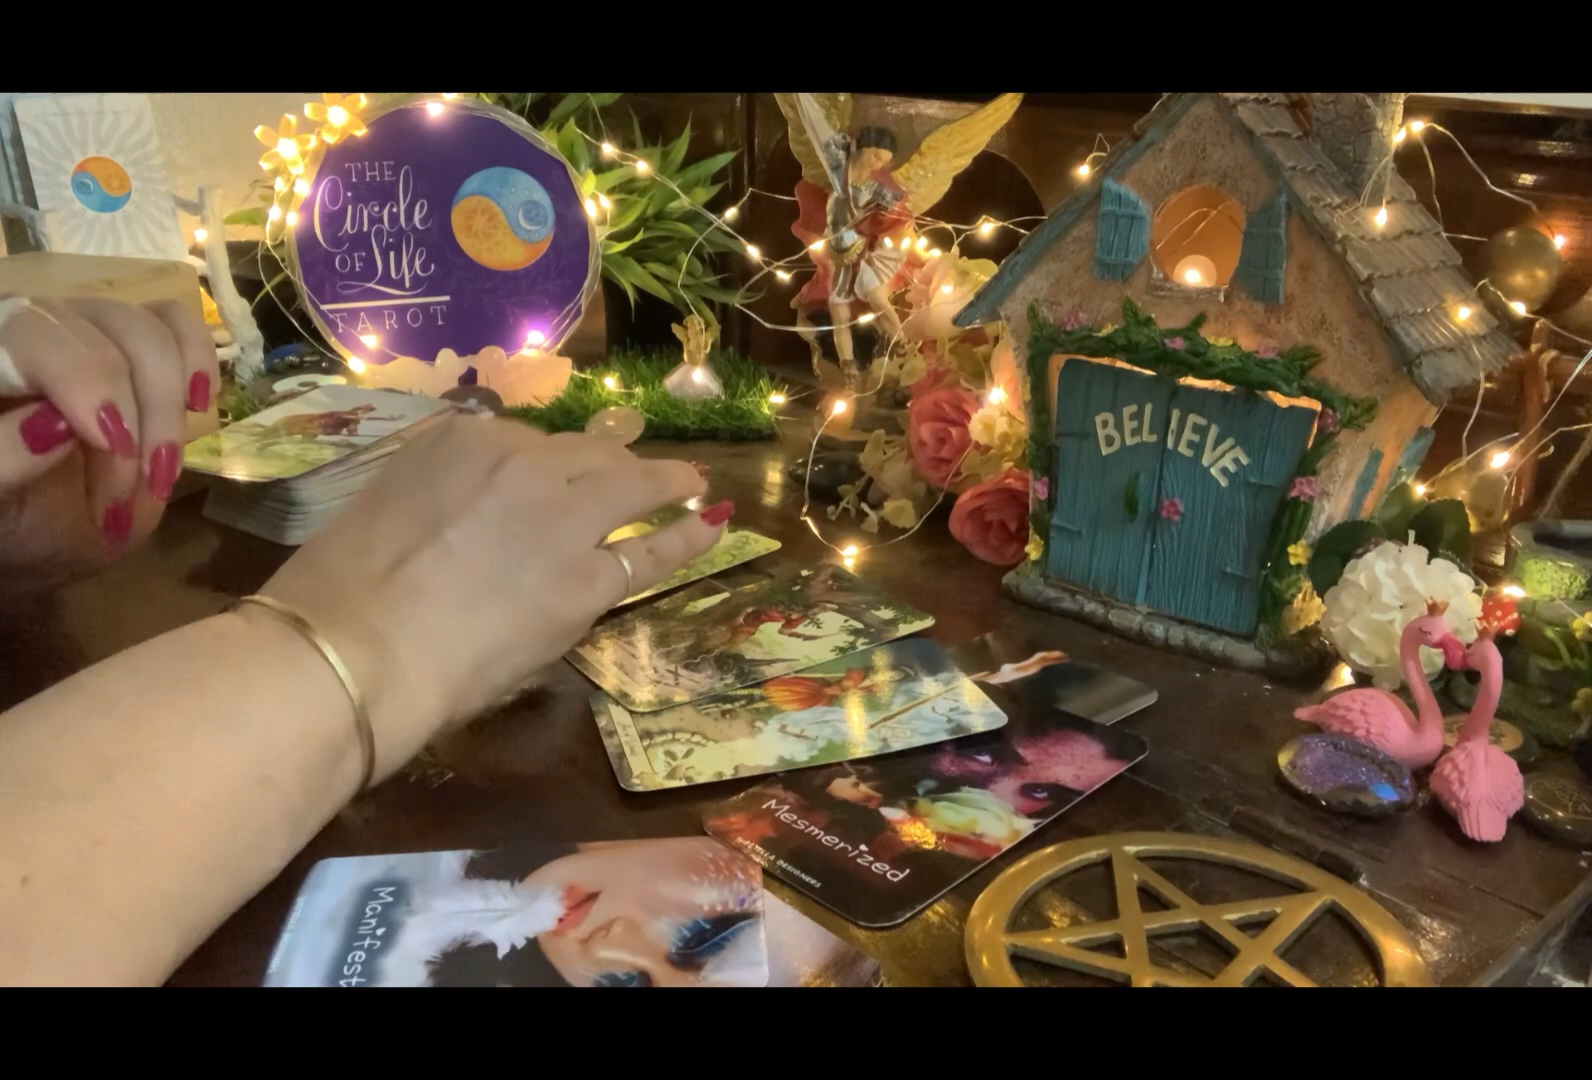 THE
Circle
OF Life
TAROT
BELIEVE
Mesmerized
Manifest